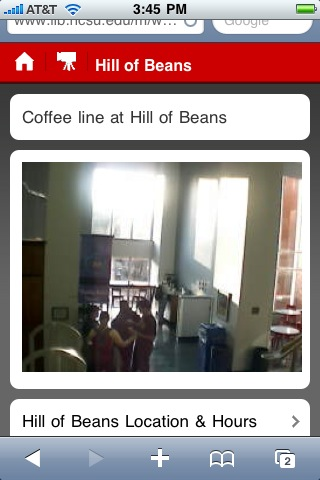 AT&T 3:45 PM
www.lib.ncsu.edu/m/w... Google
Hill of Beans
Coffee line at Hill of Beans
Hill of Beans Location & Hours
2